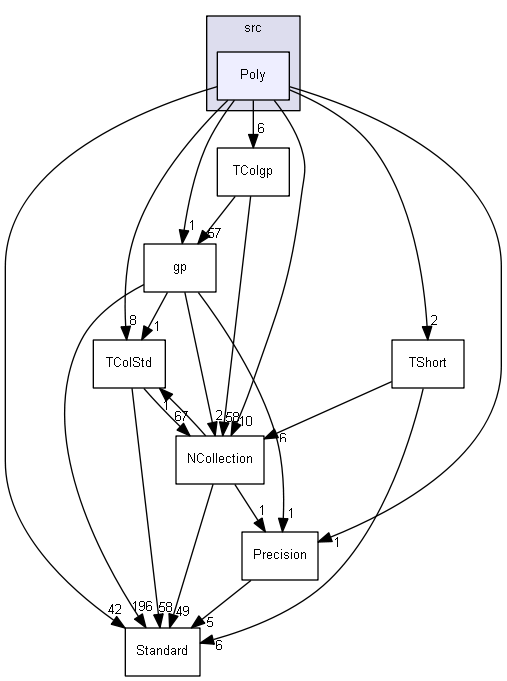 src
Poly
6
TColgp
1
57
gp
8
1
2
TColStd
TShort
1
67
2
59
10
6
NCollection
1
1
1
Precision
42
196
58
49
5
6
Standard